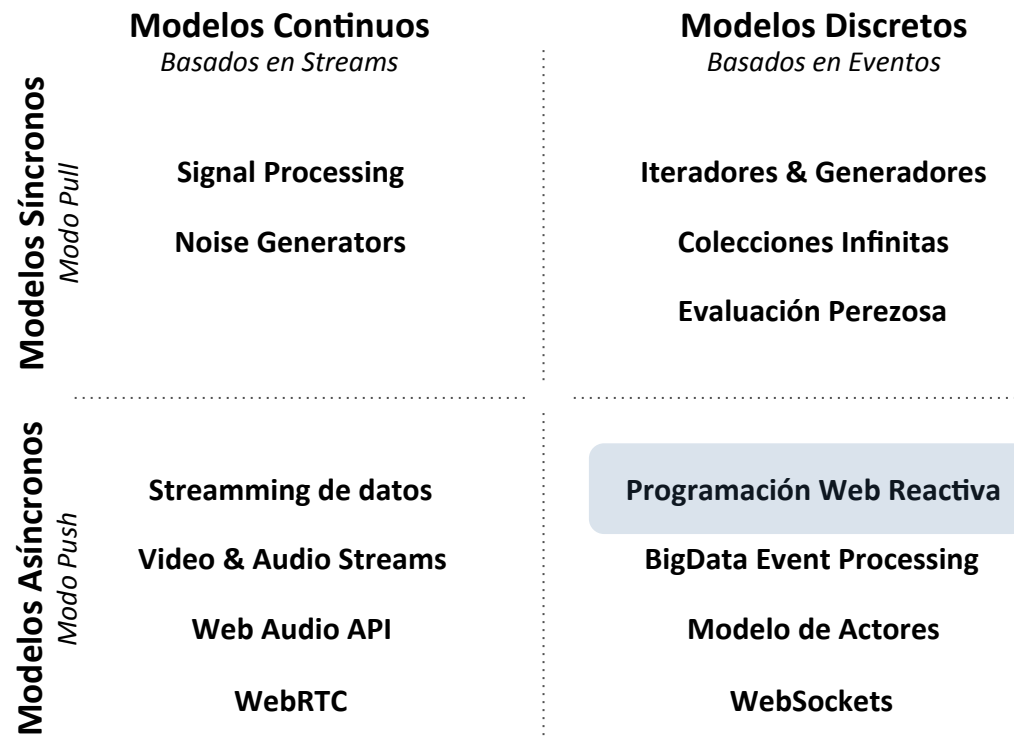 Modelos Continuos
Basados en Streams
Modelos Discretos
Basados en Eventos
Modelos Síncronos
Modo Pull
Signal Processing
Noise Generators
Iteradores & Generadores
Colecciones Infinitas
Evaluación Perezosa
Modelos Asíncronos
Modo Push
Streamming de datos
Video & Audio Streams
Web Audio API
WebRTC
Programación Web Reactiva
BigData Event Processing
Modelo de Actores
WebSockets